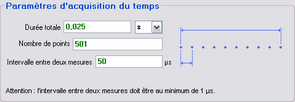 Paramètres d'acquisition du temps
Durée totale 0,025 s
Nombre de points 501
Intervalle entre deux mesures 50 µs
Attention : l'intervalle entre deux mesures doit être au minimum de 1 µs.